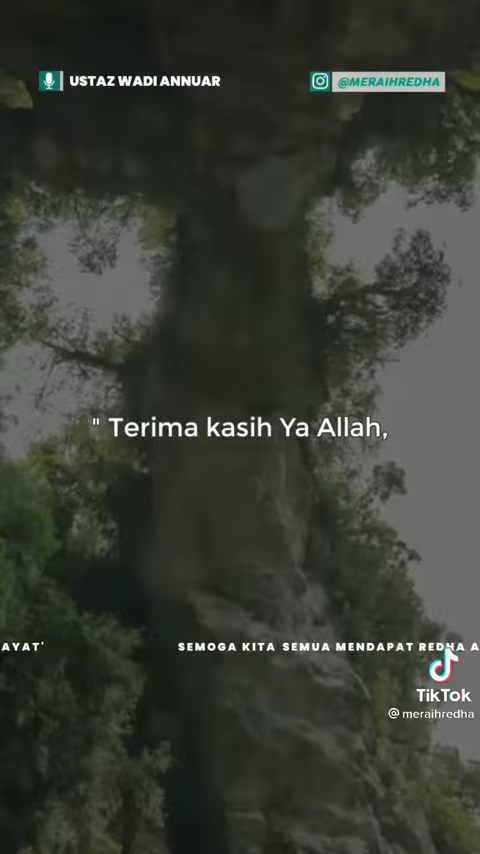 USTAZ WADI ANNUAR
@MERAIHREDHA
" Terima kasih Ya Allah,
AYAT' SEMOGA KITA SEMUA MENDAPAT REDHA A
TikTok
@meraihredha